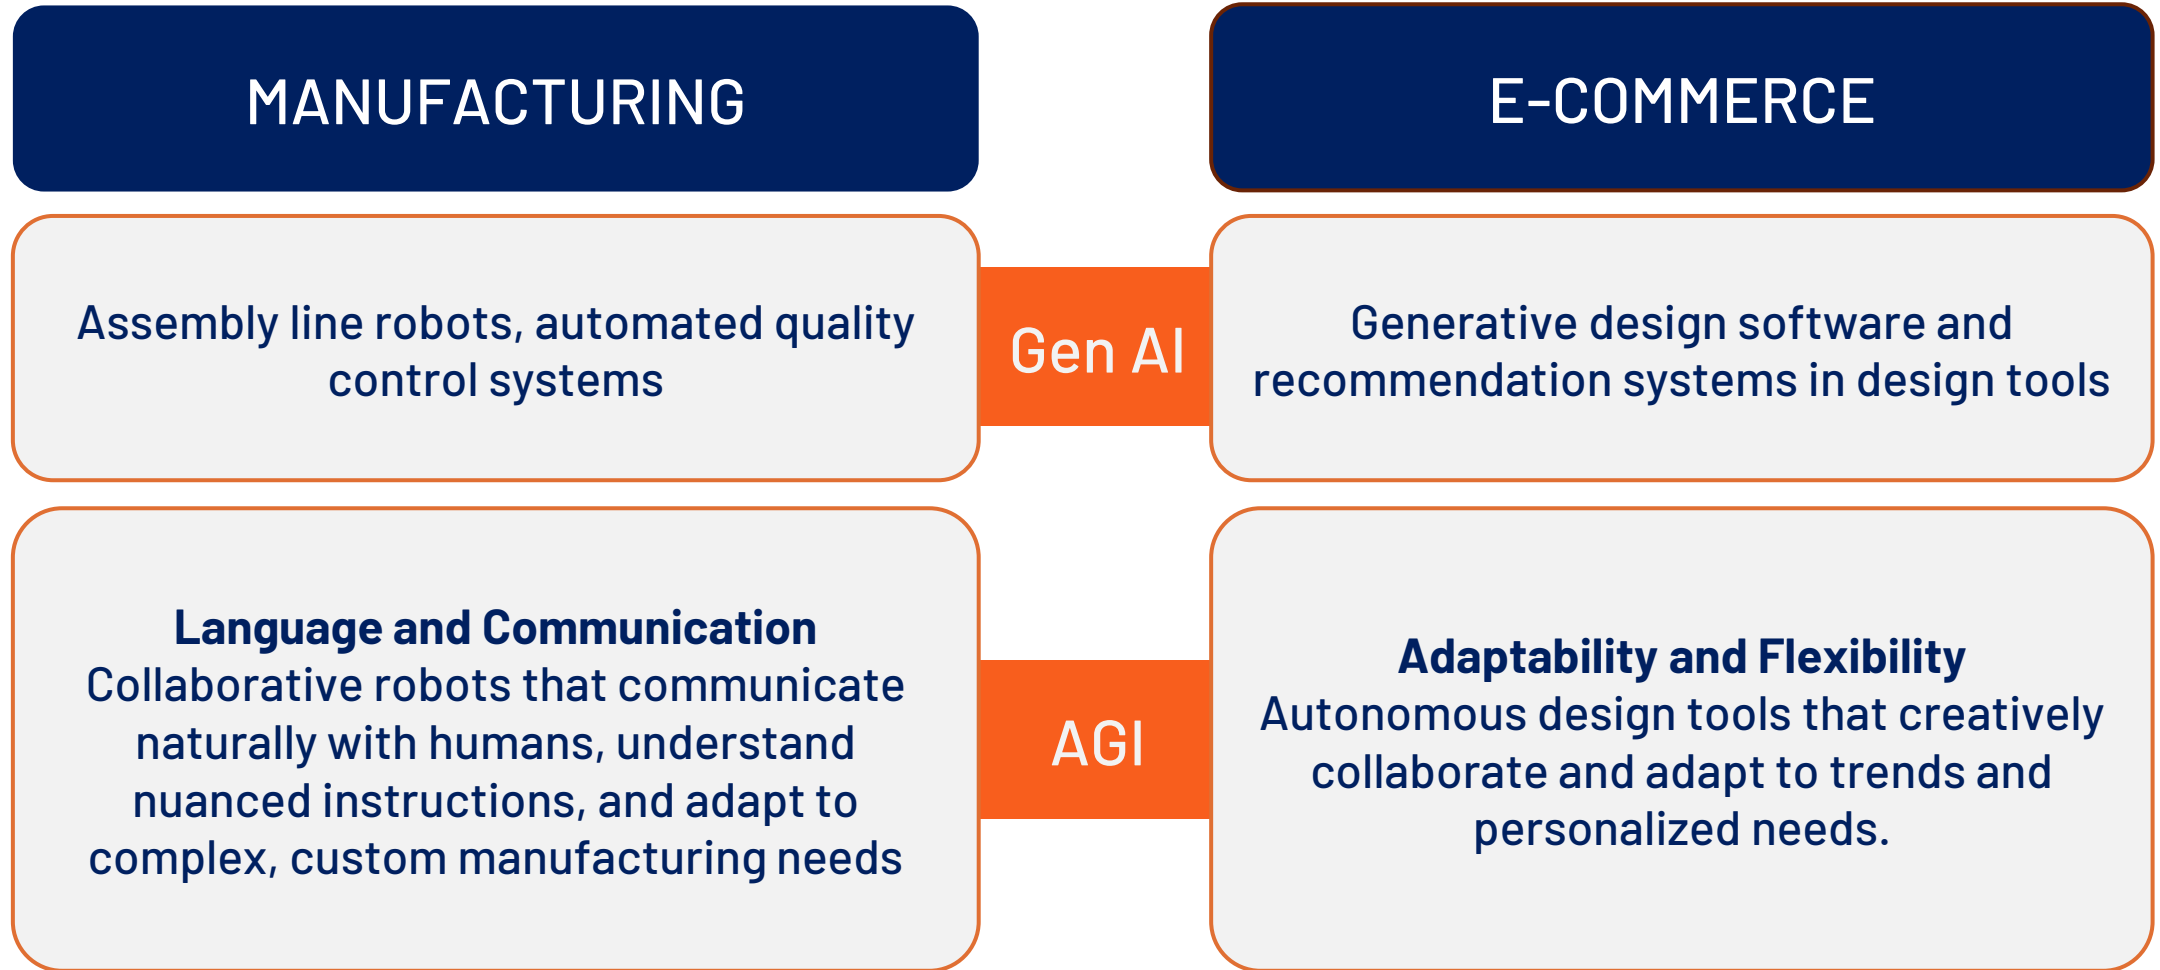 MANUFACTURING
E-COMMERCE
Assembly line robots, automated quality
control systems
Gen AI
Generative design software and
recommendation systems in design tools
Language and Communication
Collaborative robots that communicate
naturally with humans, understand
nuanced instructions, and adapt to
complex, custom manufacturing needs
AGI
Adaptability and Flexibility
Autonomous design tools that creatively
collaborate and adapt to trends and
personalized needs.